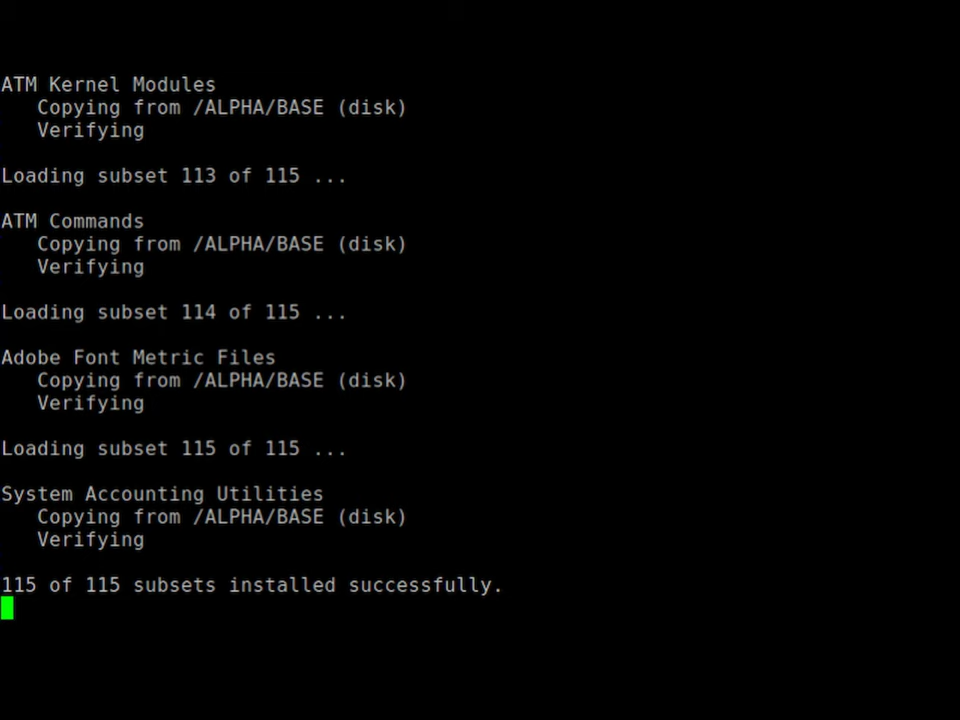 ATM Kernel Modules
Copying from /ALPHA/BASE (disk)
Verifying
Loading subset 113 of 115 ...
ATM Commands
Copying from /ALPHA/BASE (disk)
Verifying
Loading subset 114 of 115 ...
Adobe Font Metric Files
Copying from /ALPHA/BASE (disk)
Verifying
Loading subset 115 of 115 ...
System Accounting Utilities
Copying from /ALPHA/BASE (disk)
Verifying
115 of 115 subsets installed successfully.